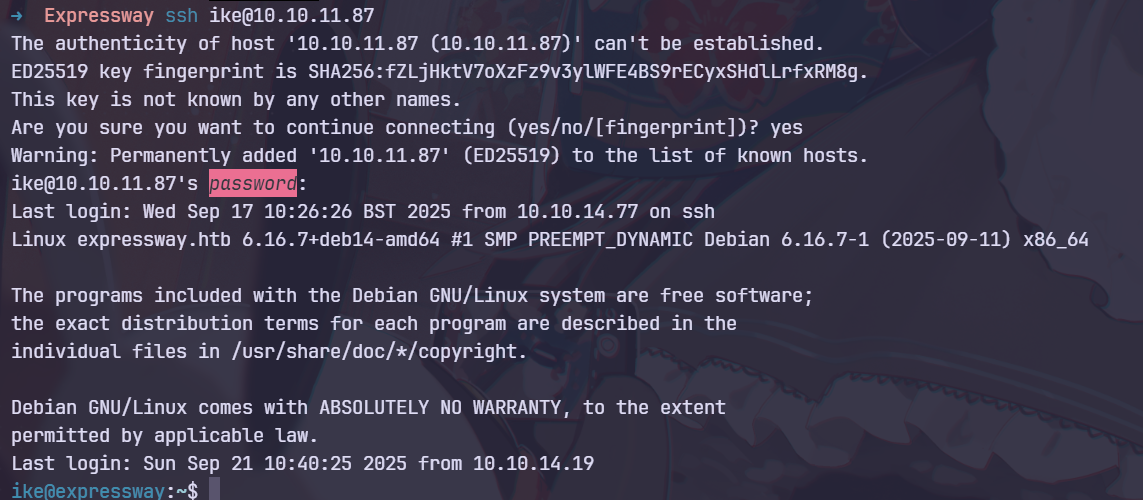 →  Expressway ssh ike@10.10.11.87
The authenticity of host '10.10.11.87 (10.10.11.87)' can't be established.
ED25519 key fingerprint is SHA256:fZLjHktV7oXzFz9v3ylWFE4BS9rECyxSHdlLrfxRM8g.
This key is not known by any other names.
Are you sure you want to continue connecting (yes/no/[fingerprint])? yes
Warning: Permanently added '10.10.11.87' (ED25519) to the list of known hosts.
ike@10.10.11.87's password:
Last login: Wed Sep 17 10:26:26 BST 2025 from 10.10.14.77 on ssh
Linux expressway.htb 6.16.7+deb14-amd64 #1 SMP PREEMPT_DYNAMIC Debian 6.16.7-1 (2025-09-11) x86_64
The programs included with the Debian GNU/Linux system are free software;
the exact distribution terms for each program are described in the
individual files in /usr/share/doc/*/copyright.
Debian GNU/Linux comes with ABSOLUTELY NO WARRANTY, to the extent
permitted by applicable law.
Last login: Sun Sep 21 10:40:25 2025 from 10.10.14.19
ike@expressway:~$